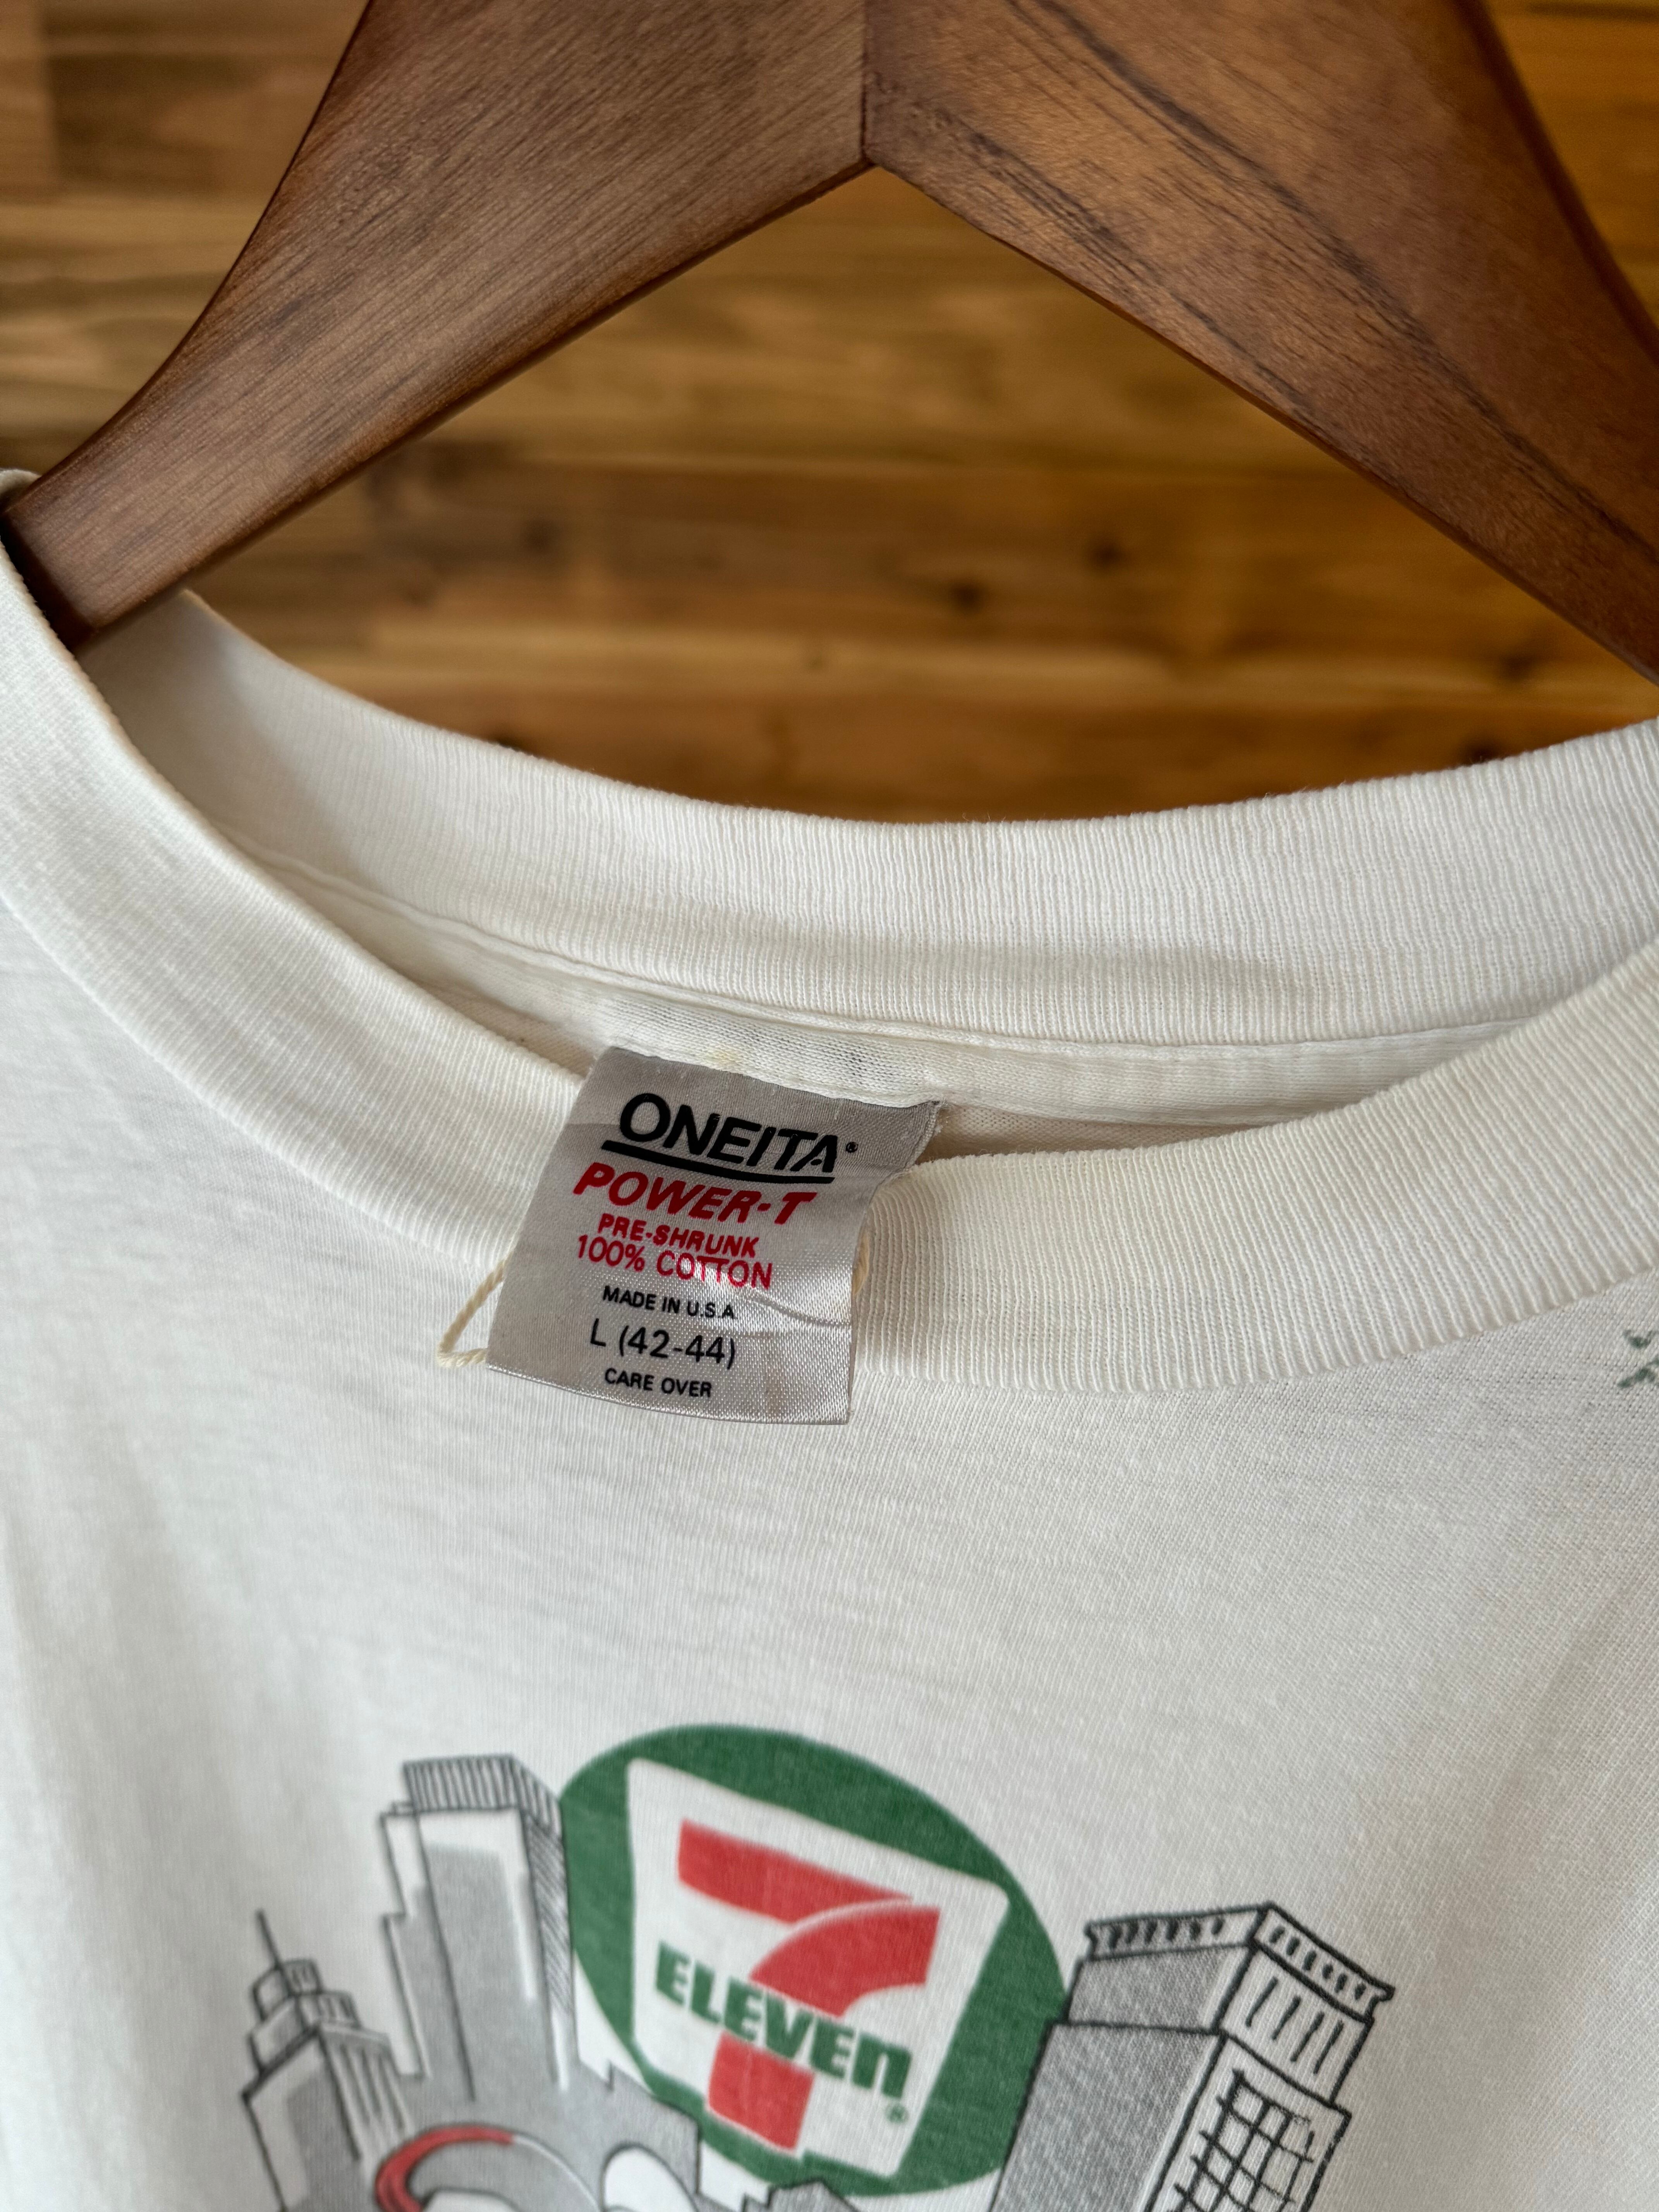 ONEITA®
POWER-T
PRE-SHRUNK
100% COTTON
MADE IN U.S.A
L (42-44)
CARE OVER
7
ELEVEn
®